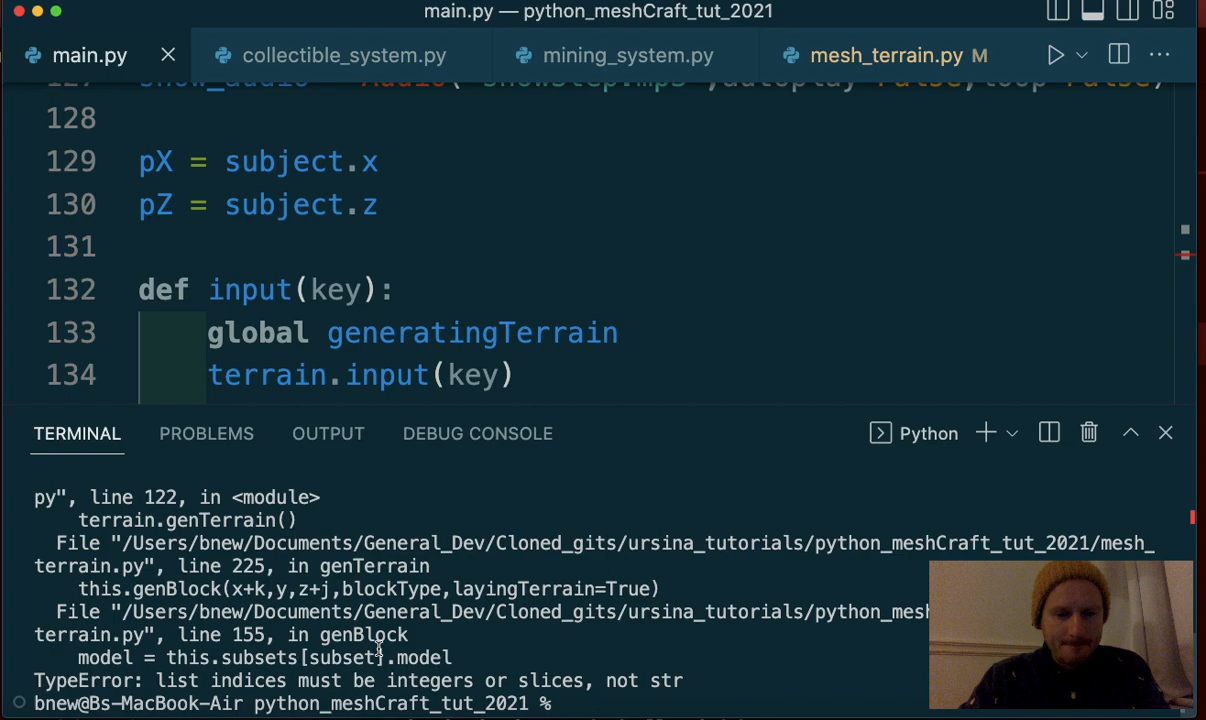 main.py — python_meshCraft_tut_2021
main.py collectible_system.py mining_system.py mesh_terrain.py M
128
129 pX = subject.x
130 pZ = subject.z
131
132 def input(key):
133 global generatingTerrain
134 terrain.input(key)
TERMINAL PROBLEMS OUTPUT DEBUG CONSOLE Python
py", line 122, in <module>
terrain.genTerrain()
File "/Users/bnew/Documents/General_Dev/Cloned_gits/ursina_tutorials/python_meshCraft_tut_2021/mesh_
terrain.py", line 225, in genTerrain
this.genBlock(x+k,y,z+j,blockType,layingTerrain=True)
File "/Users/bnew/Documents/General_Dev/Cloned_gits/ursina_tutorials/python_mesh
terrain.py", line 155, in genBlock
model = this.subsets[subset].model
TypeError: list indices must be integers or slices, not str
bnew@Bs-MacBook-Air python_meshCraft_tut_2021 %